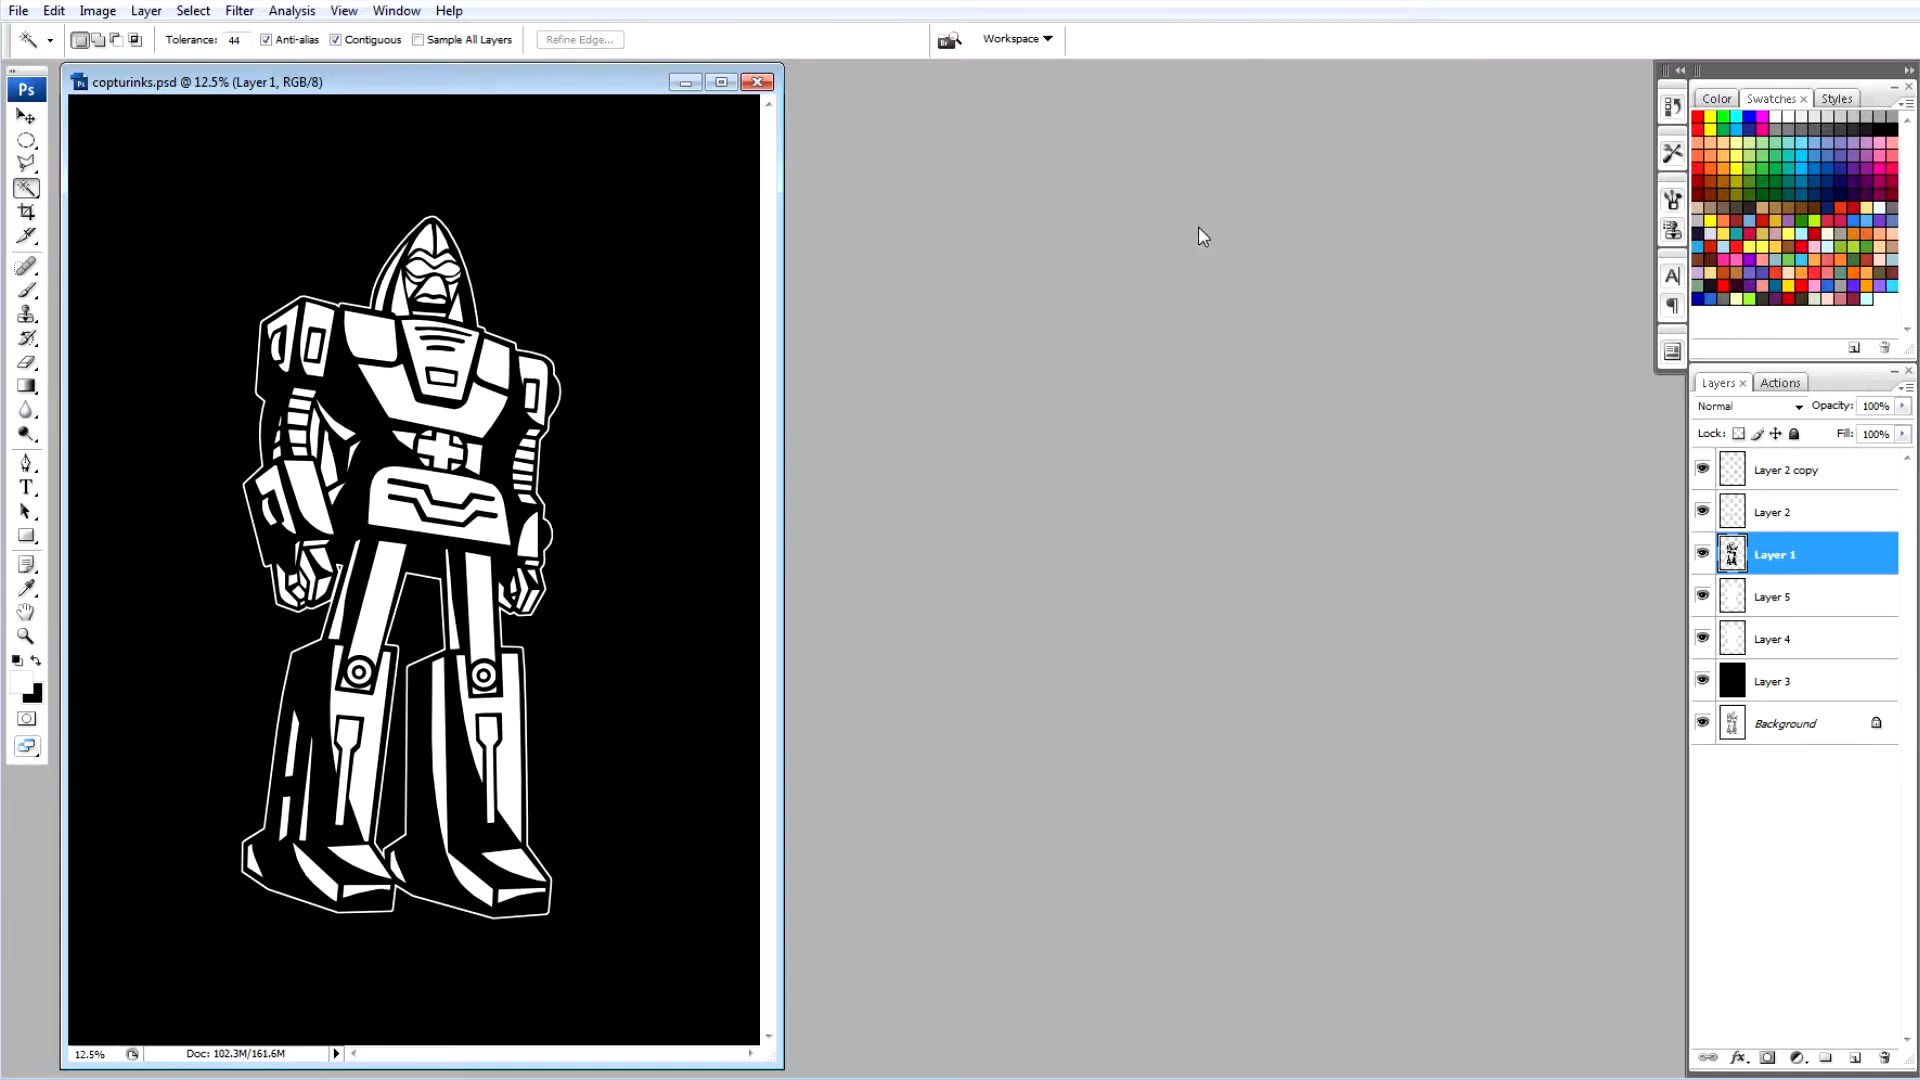 File Edit Image Layer Select Filter Analysis View Window Help
Tolerance: 44 Anti-alias Contiguous Sample All Layers Refine Edge... Workspace
Ps
copturinks.psd @ 12.5% (Layer 1, RGB/8)
Color Swatches Styles
Layers Actions
Normal Opacity: 100%
Lock: Fill: 100%
Layer 2 copy
Layer 2
Layer 1
Layer 5
Layer 4
Layer 3
Background
12.5% Doc: 102.3M/161.6M